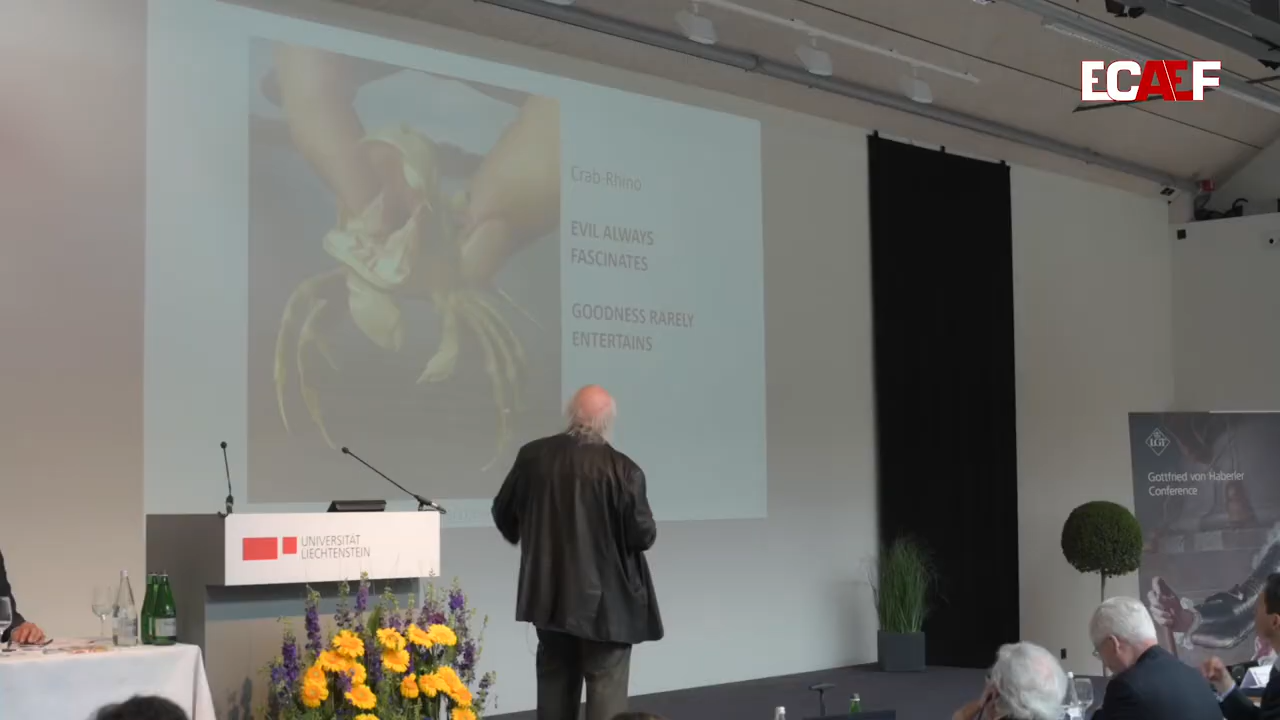 ECAEF
Crab-Rhino
EVIL ALWAYS
FASCINATES
GOODNESS RARELY
ENTERTAINS
UNIVERSITÄT
LIECHTENSTEIN
LGT
Gottfried von Haberler
Conference